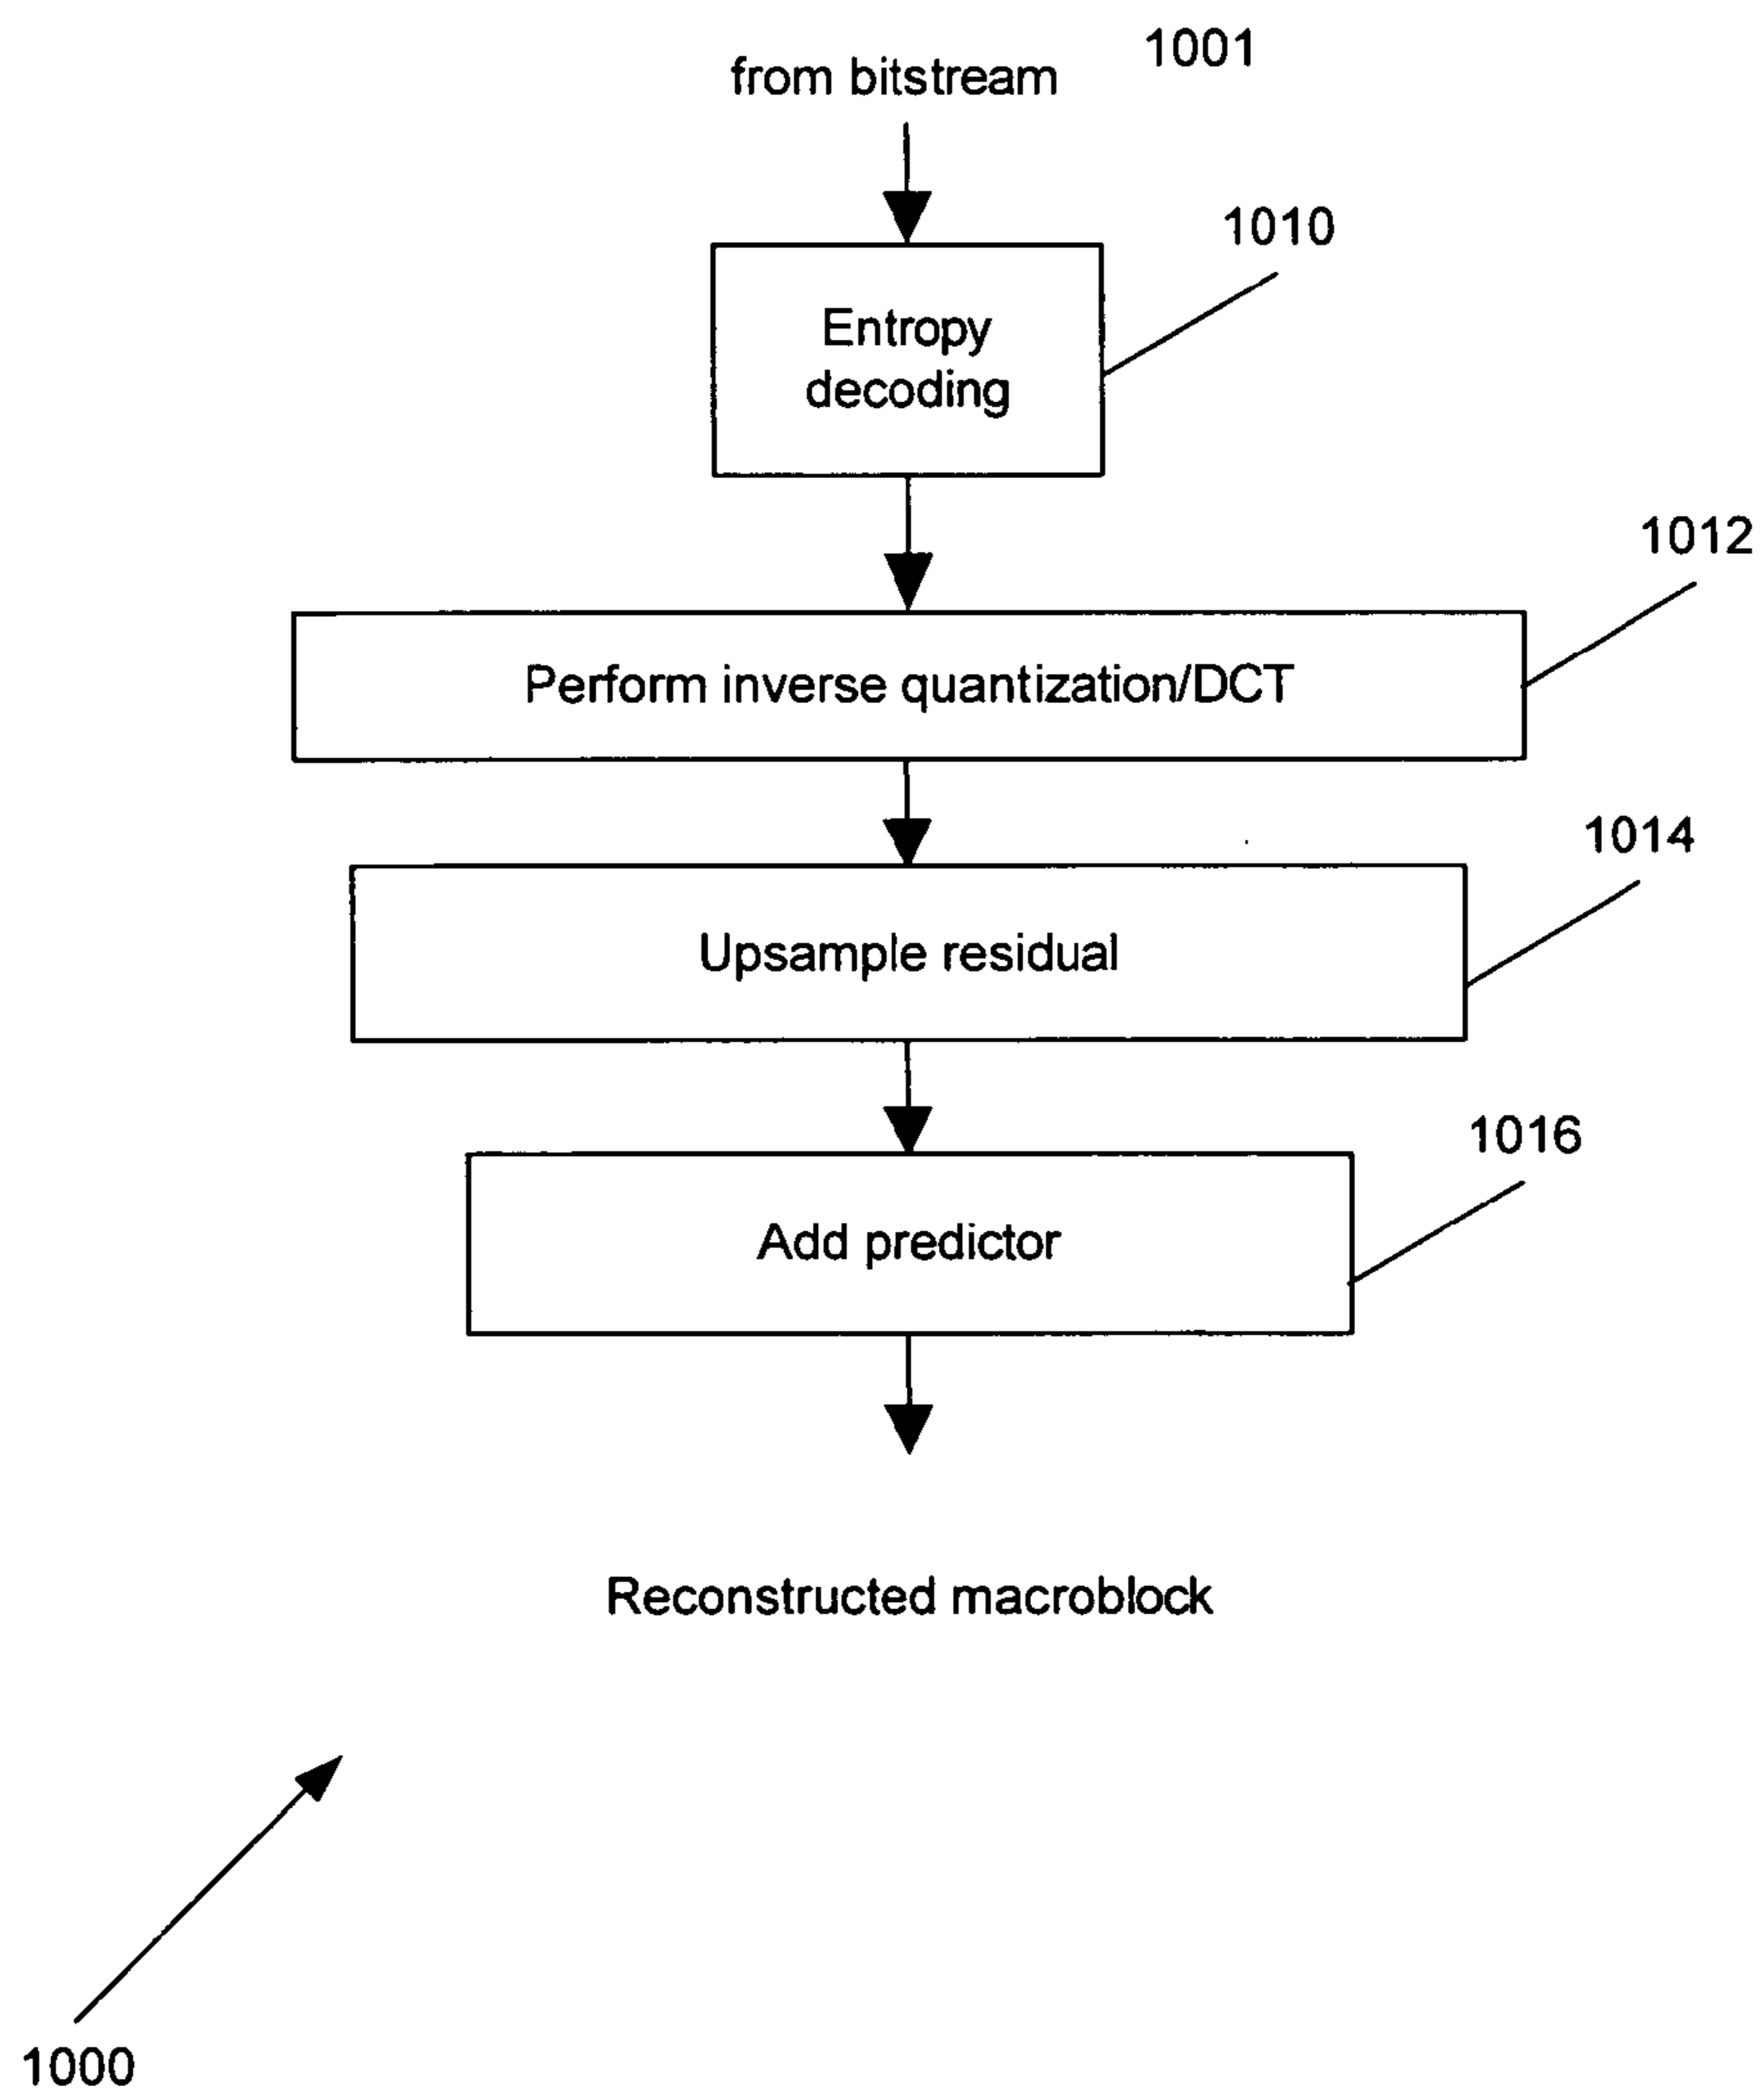 1001
from bitstream
1010
Entropy
decoding
1012
Perform inverse quantization/DCT
1014
Upsample residual
1016
Add predictor
Reconstructed macroblock
1000